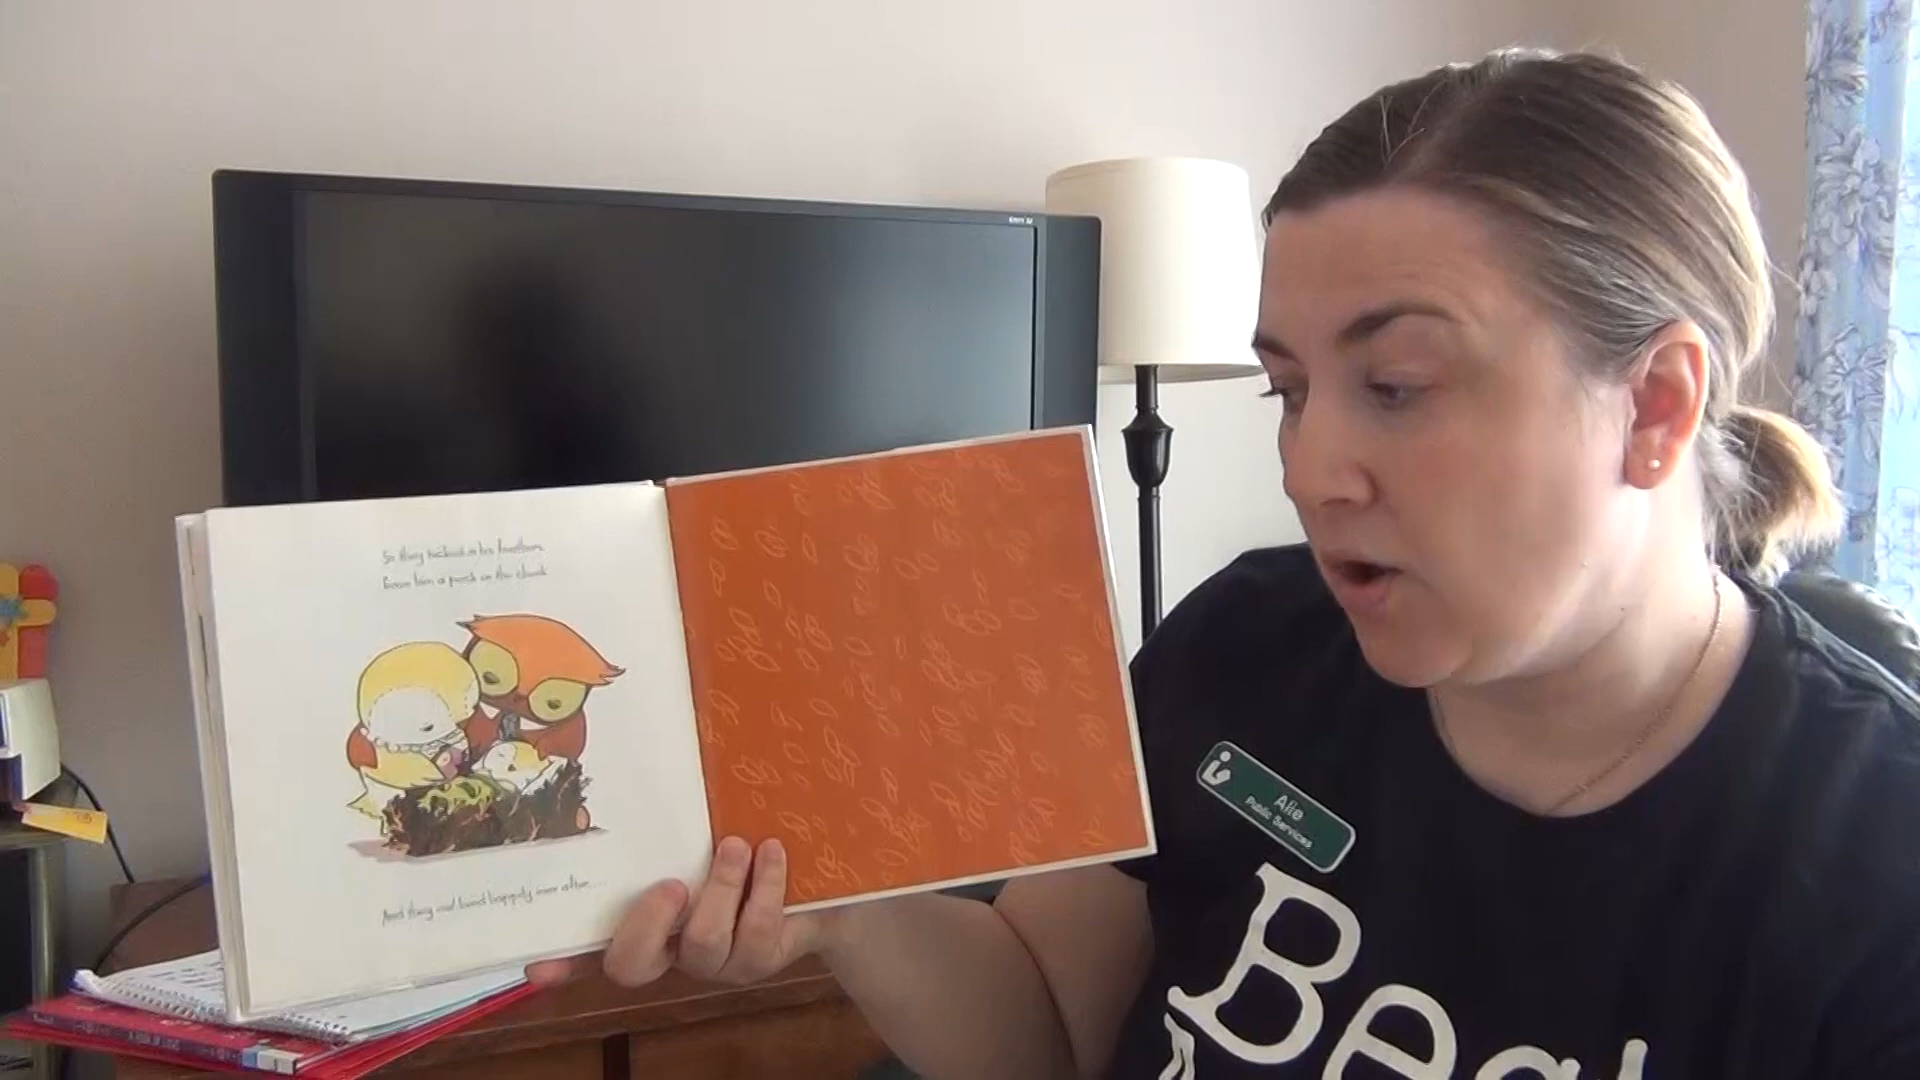 So they tucked in his feathers.
Gave him a peck on the cheek
And they owl lived happily ever after....
Alie
Public Services
Bea